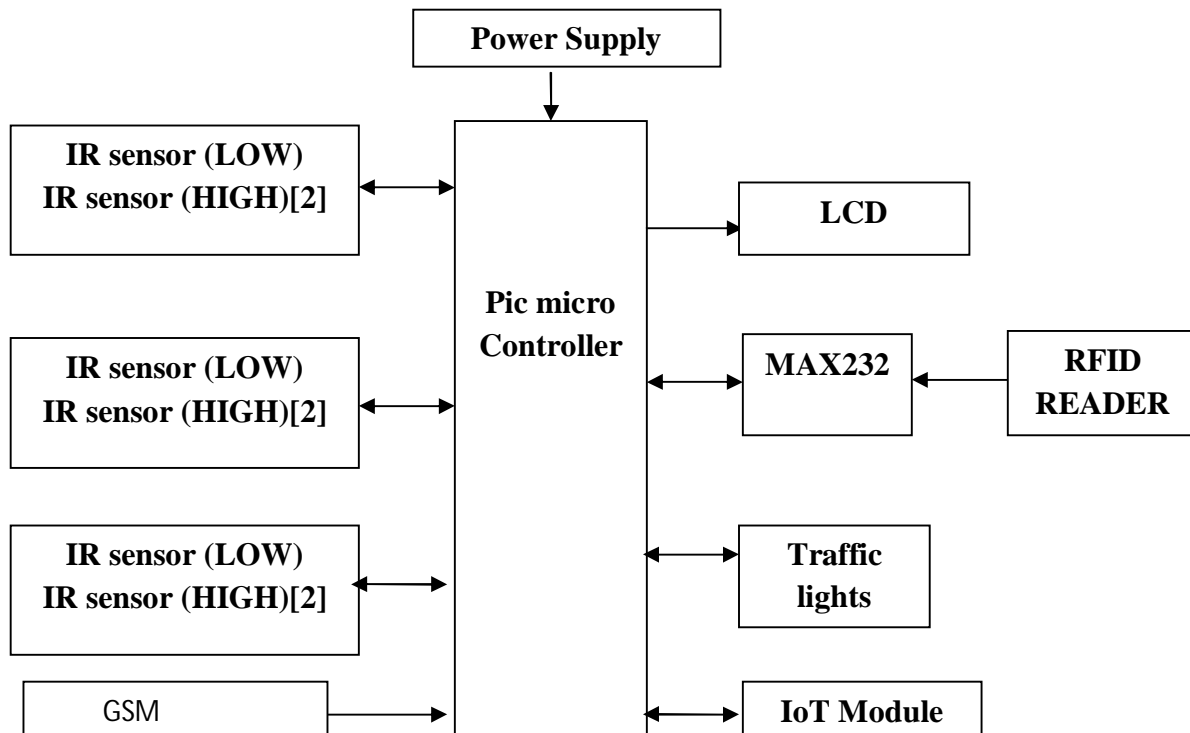 Power Supply
IR sensor (LOW)
IR sensor (HIGH)[2]
LCD
Pic micro
Controller
IR sensor (LOW)
IR sensor (HIGH)[2]
MAX232
RFID
READER
IR sensor (LOW)
IR sensor (HIGH)[2]
Traffic
lights
GSM
IoT Module